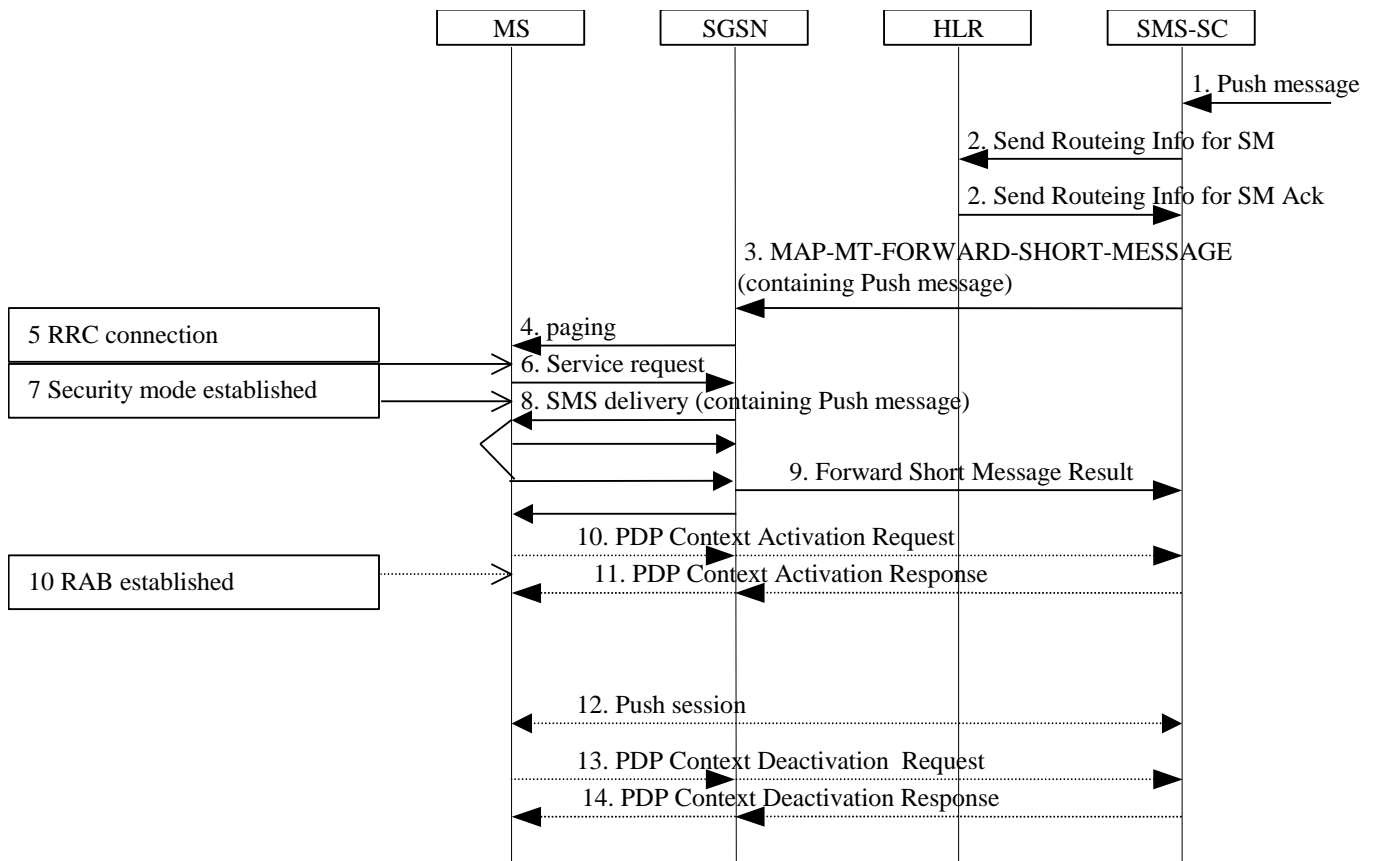 MS
SGSN
HLR
SMS-SC
1. Push message
2. Send Routeing Info for SM
2. Send Routeing Info for SM Ack
3. MAP-MT-FORWARD-SHORT-MESSAGE
(containing Push message)
5 RRC connection
4. paging
6. Service request
7 Security mode established
8. SMS delivery (containing Push message)
9. Forward Short Message Result
10. PDP Context Activation Request
10 RAB established
11. PDP Context Activation Response
12. Push session
13. PDP Context Deactivation Request
14. PDP Context Deactivation Response